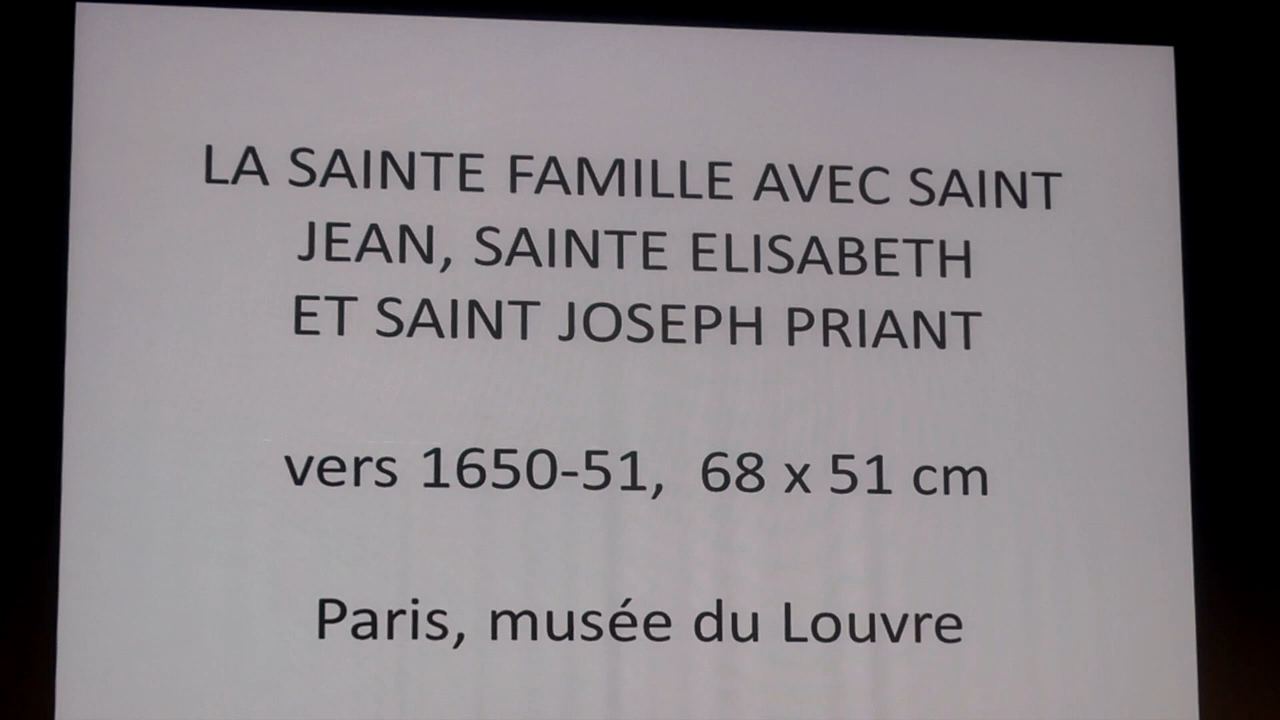 LA SAINTE FAMILLE AVEC SAINT
JEAN, SAINTE ELISABETH
ET SAINT JOSEPH PRIANT
vers 1650-51, 68 x 51 cm
Paris, musée du Louvre